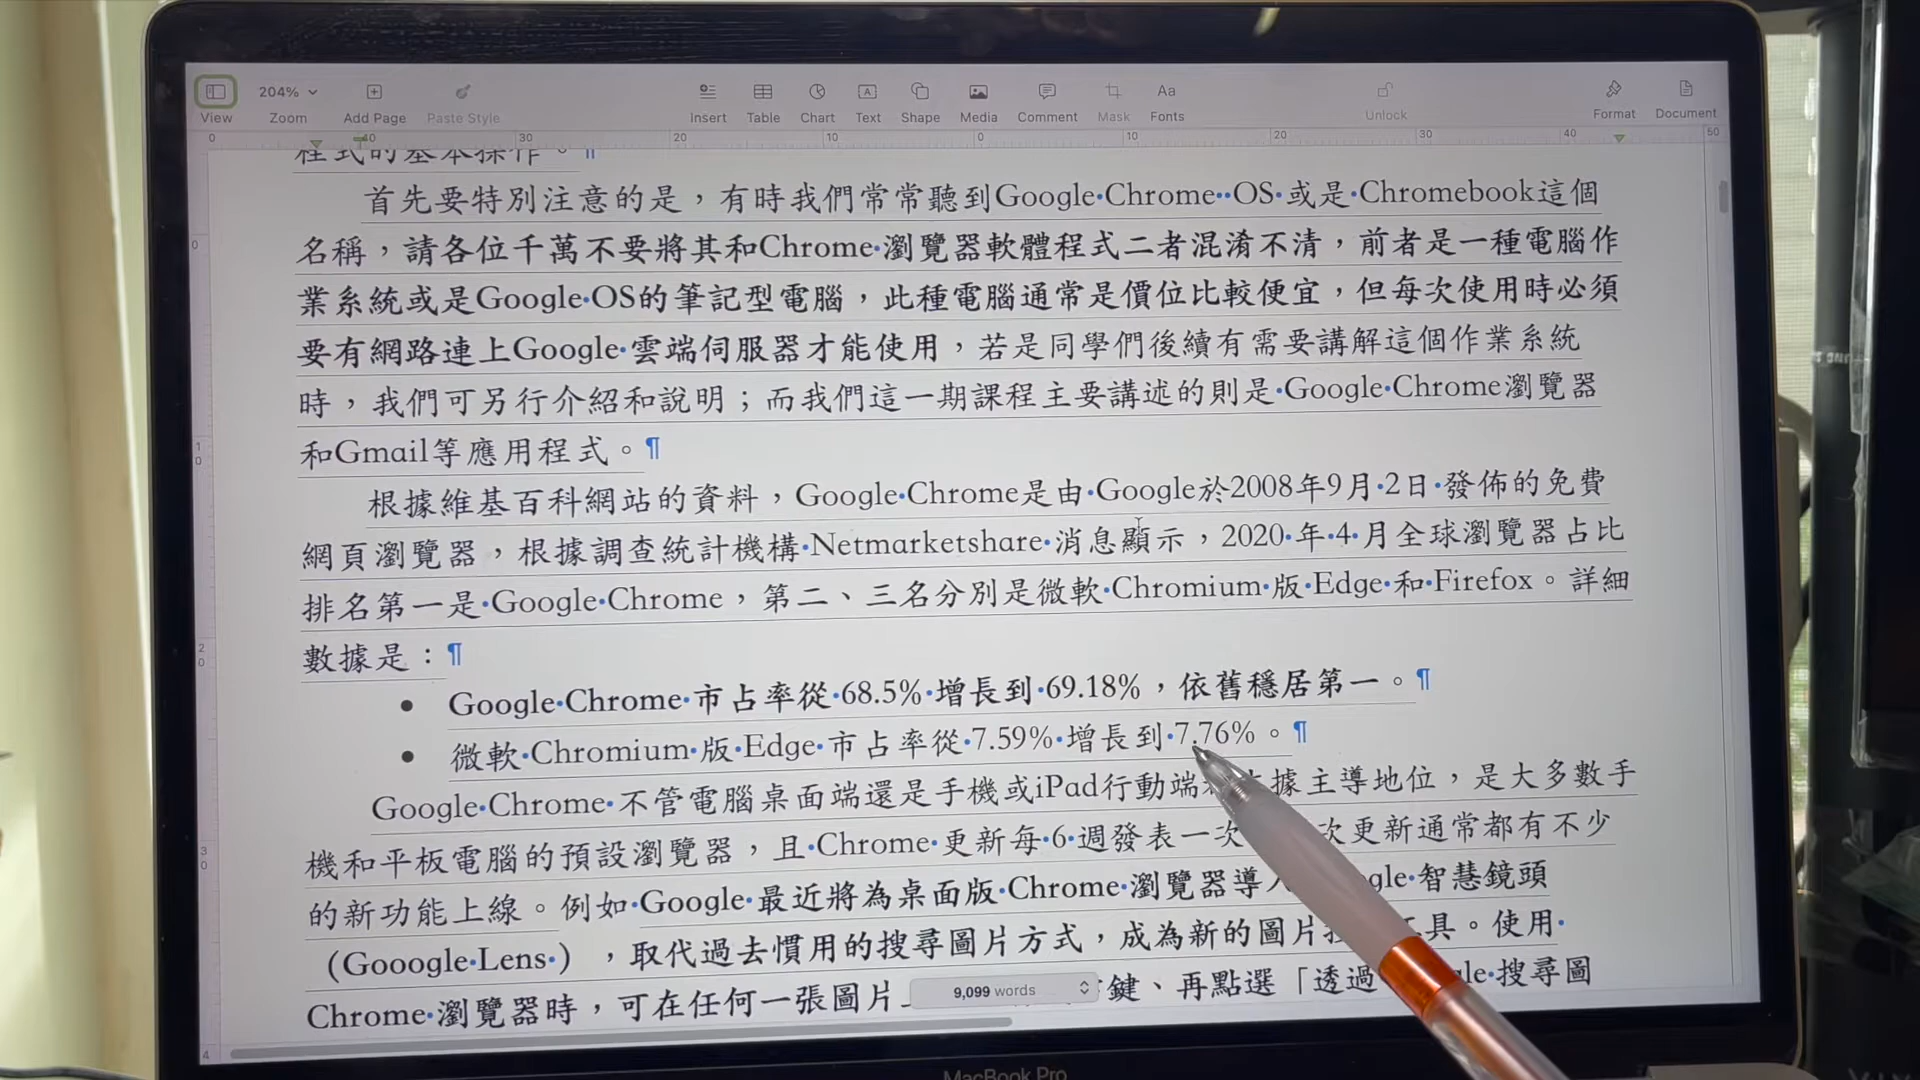 204%
View
Zoom
Add Page
Paste Style
Insert
Table
Chart
Text
Shape
Media
Comment
Mask
Fonts
Unlock
Format
Document
0 40 30 20 10 0 10 20 30 40 50
程式的基本操作。¶
首先要特別注意的是，有時我們常常聽到Google·Chrome··OS·或是·Chromebook這個
名稱，請各位千萬不要將其和Chrome·瀏覽器軟體程式二者混淆不清，前者是一種電腦作
業系統或是Google·OS的筆記型電腦，此種電腦通常是價位比較便宜，但每次使用時必須
要有網路連上Google·雲端伺服器才能使用，若是同學們後續有需要講解這個作業系統
時，我們可另行介紹和說明；而我們這一期課程主要講述的則是·Google·Chrome瀏覽器
和Gmail等應用程式。¶
根據維基百科網站的資料，Google·Chrome是由·Google於2008年9月·2日·發佈的免費
網頁瀏覽器，根據調查統計機構·Netmarketshare·消息顯示，2020·年·4·月全球瀏覽器占比
排名第一是·Google·Chrome，第二、三名分別是微軟·Chromium·版·Edge·和·Firefox。詳細
數據是：¶
• Google·Chrome·市占率從·68.5%·增長到·69.18%，依舊穩居第一。¶
• 微軟·Chromium·版·Edge·市占率從·7.59%·增長到·7.76%。¶
Google·Chrome·不管電腦桌面端還是手機或iPad行動端 據主導地位，是大多數手
機和平板電腦的預設瀏覽器，且·Chrome·更新每·6·週發表一次 次更新通常都有不少
的新功能上線。例如·Google·最近將為桌面版·Chrome·瀏覽器導入 gle·智慧鏡頭
（Gooogle·Lens·），取代過去慣用的搜尋圖片方式，成為新的圖片 工具。使用·
Chrome·瀏覽器時，可在任何一張圖片 鍵、再點選「透過 le·搜尋圖
9,099 words
MacBook Pro